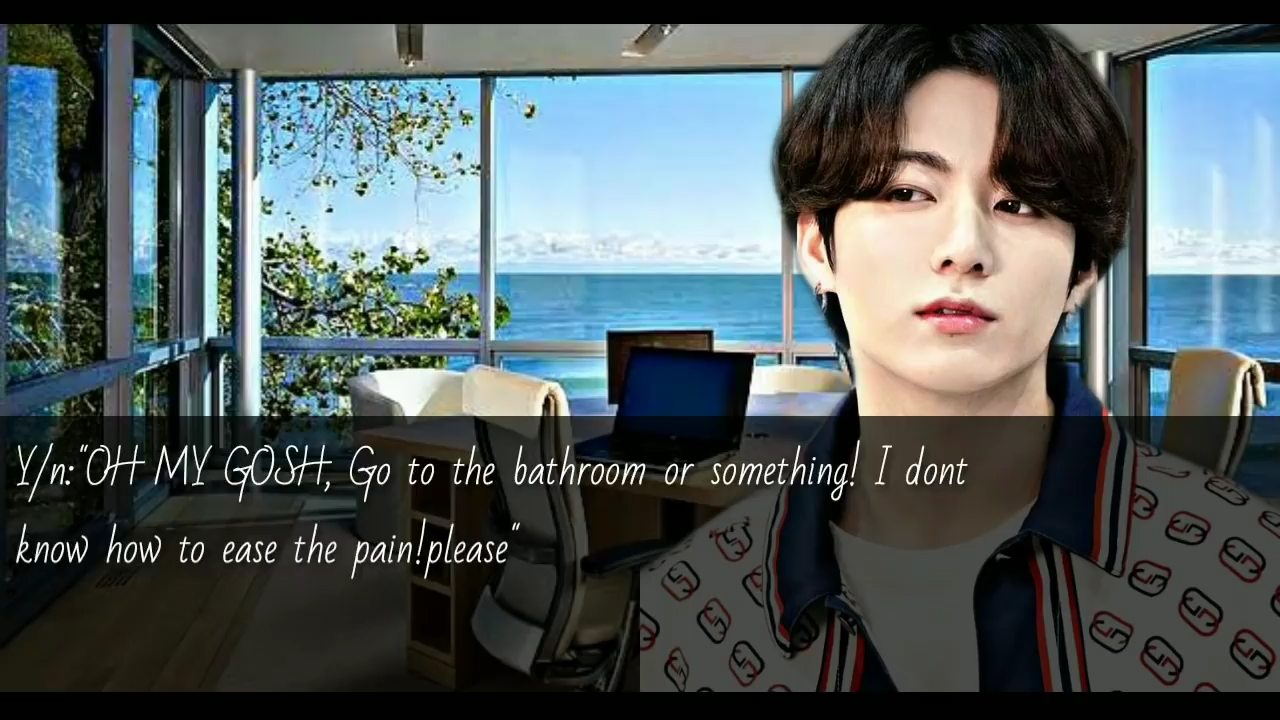 Y/n:"OH MY GOSH, Go to the bathroom or something! I dont
know how to ease the pain!please"